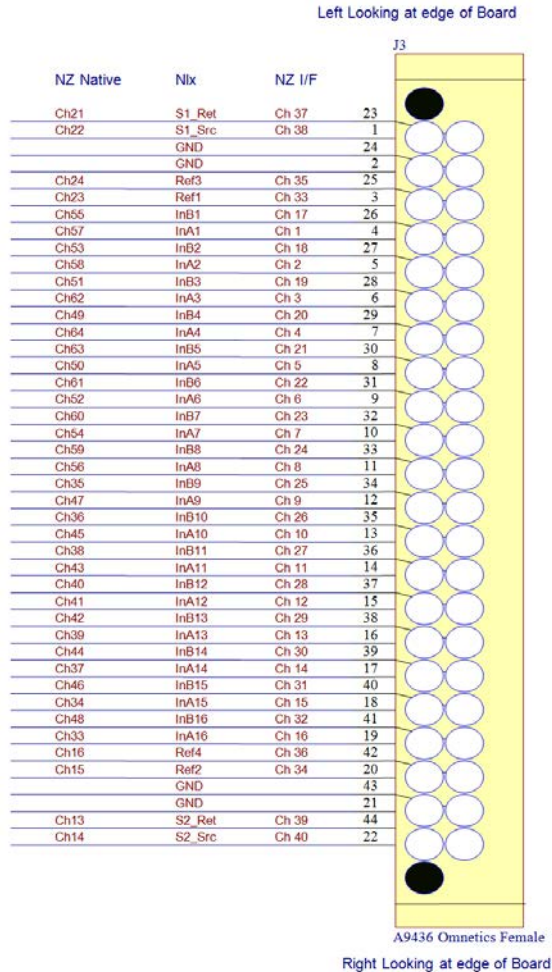 Left Looking at edge of Board
J3
NZ Native NIx NZ I/F
Ch21 S1_Ret Ch 37 23
Ch22 S1_Src Ch 38 1
GND 24
GND 2
Ch24 Ref3 Ch 35 25
Ch23 Ref1 Ch 33 3
Ch55 InB1 Ch 17 26
Ch57 InA1 Ch 1 4
Ch53 InB2 Ch 18 27
Ch58 InA2 Ch 2 5
Ch51 InB3 Ch 19 28
Ch62 InA3 Ch 3 6
Ch49 InB4 Ch 20 29
Ch64 InA4 Ch 4 7
Ch63 InB5 Ch 21 30
Ch50 InA5 Ch 5 8
Ch61 InB6 Ch 22 31
Ch52 InA6 Ch 6 9
Ch60 InB7 Ch 23 32
Ch54 InA7 Ch 7 10
Ch59 InB8 Ch 24 33
Ch56 InA8 Ch 8 11
Ch35 InB9 Ch 25 34
Ch47 InA9 Ch 9 12
Ch36 InB10 Ch 26 35
Ch45 InA10 Ch 10 13
Ch38 InB11 Ch 27 36
Ch43 InA11 Ch 11 14
Ch40 InB12 Ch 28 37
Ch41 InA12 Ch 12 15
Ch42 InB13 Ch 29 38
Ch39 InA13 Ch 13 16
Ch44 InB14 Ch 30 39
Ch37 InA14 Ch 14 17
Ch46 InB15 Ch 31 40
Ch34 InA15 Ch 15 18
Ch48 InB16 Ch 32 41
Ch33 InA16 Ch 16 19
Ch16 Ref4 Ch 36 42
Ch15 Ref2 Ch 34 20
GND 43
GND 21
Ch13 S2_Ret Ch 39 44
Ch14 S2_Src Ch 40 22
A9436 Omnetics Female
Right Looking at edge of Board